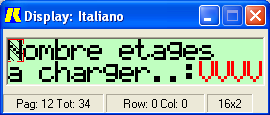 Display: Italiano
Nombre etages
a charger..:VVVV
Pag: 12 Tot: 34
Row: 0 Col: 0
16x2